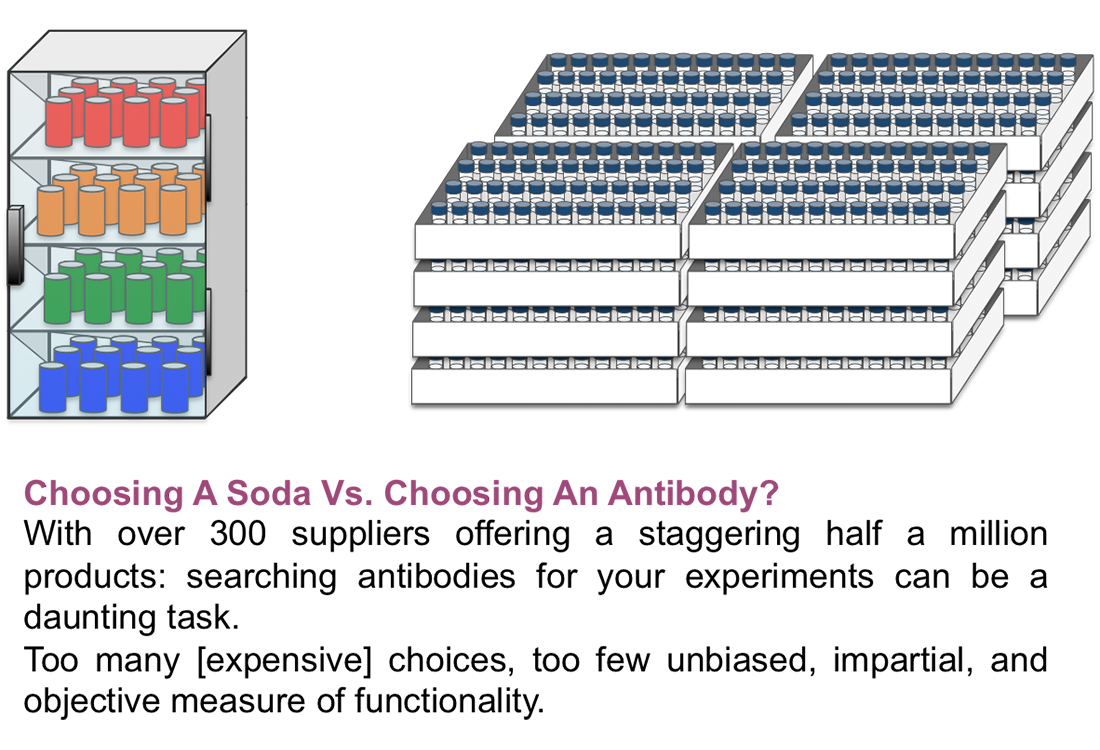 Choosing A Soda Vs. Choosing An Antibody?
With over 300 suppliers offering a staggering half a million
products: searching antibodies for your experiments can be a
daunting task.
Too many [expensive] choices, too few unbiased, impartial, and
objective measure of functionality.